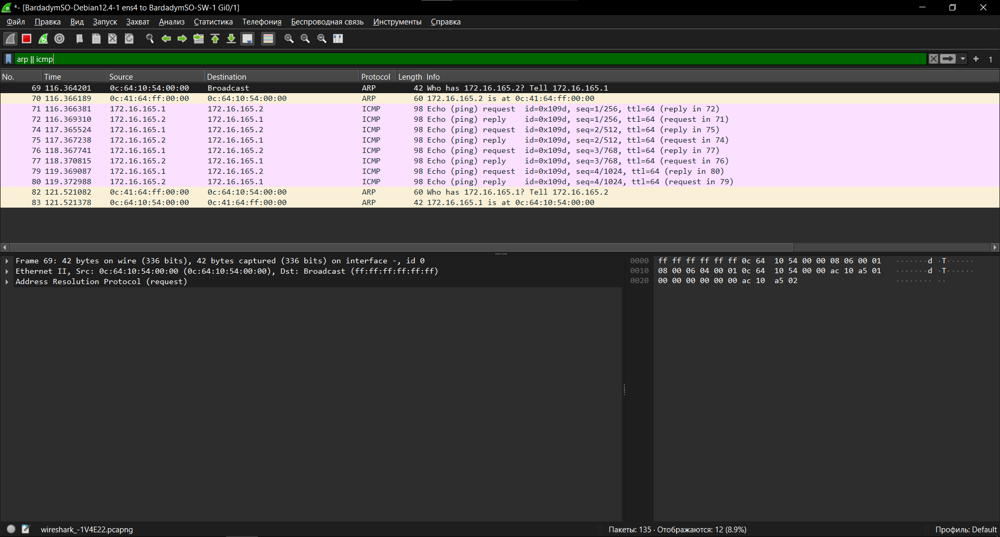 *- [BardadymSO-Debian12.4-1 ens4 to BardadymSO-SW-1 Gi0/1]
Файл Правка Вид Запуск Захват Анализ Статистика Телефония Беспроводная связь Инструменты Справка
arp || icmp + 1
No. Time Source Destination Protocol Length Info
69 116.364201 0c:64:10:54:00:00 Broadcast ARP 42 Who has 172.16.165.2? Tell 172.16.165.1
70 116.366189 0c:41:64:ff:00:00 0c:64:10:54:00:00 ARP 60 172.16.165.2 is at 0c:41:64:ff:00:00
71 116.366381 172.16.165.1 172.16.165.2 ICMP 98 Echo (ping) request id=0x109d, seq=1/256, ttl=64 (reply in 72)
72 116.369310 172.16.165.2 172.16.165.1 ICMP 98 Echo (ping) reply id=0x109d, seq=1/256, ttl=64 (request in 71)
74 117.365524 172.16.165.1 172.16.165.2 ICMP 98 Echo (ping) request id=0x109d, seq=2/512, ttl=64 (reply in 75)
75 117.367238 172.16.165.2 172.16.165.1 ICMP 98 Echo (ping) reply id=0x109d, seq=2/512, ttl=64 (request in 74)
76 118.367741 172.16.165.1 172.16.165.2 ICMP 98 Echo (ping) request id=0x109d, seq=3/768, ttl=64 (reply in 77)
77 118.370815 172.16.165.2 172.16.165.1 ICMP 98 Echo (ping) reply id=0x109d, seq=3/768, ttl=64 (request in 76)
79 119.369087 172.16.165.1 172.16.165.2 ICMP 98 Echo (ping) request id=0x109d, seq=4/1024, ttl=64 (reply in 80)
80 119.372988 172.16.165.2 172.16.165.1 ICMP 98 Echo (ping) reply id=0x109d, seq=4/1024, ttl=64 (request in 79)
82 121.521082 0c:41:64:ff:00:00 0c:64:10:54:00:00 ARP 60 Who has 172.16.165.1? Tell 172.16.165.2
83 121.521378 0c:64:10:54:00:00 0c:41:64:ff:00:00 ARP 42 172.16.165.1 is at 0c:64:10:54:00:00
Frame 69: 42 bytes on wire (336 bits), 42 bytes captured (336 bits) on interface -, id 0
Ethernet II, Src: 0c:64:10:54:00:00 (0c:64:10:54:00:00), Dst: Broadcast (ff:ff:ff:ff:ff:ff)
Address Resolution Protocol (request)
0000 ff ff ff ff ff ff 0c 64 10 54 00 00 08 06 00 01 ·······d ·T······
0010 08 00 06 04 00 01 0c 64 10 54 00 00 ac 10 a5 01 ·······d ·T······
0020 00 00 00 00 00 00 ac 10 a5 02 ········ ··
wireshark_-1V4E22.pcapng
Пакеты: 135 · Отображаются: 12 (8.9%)
Профиль: Default